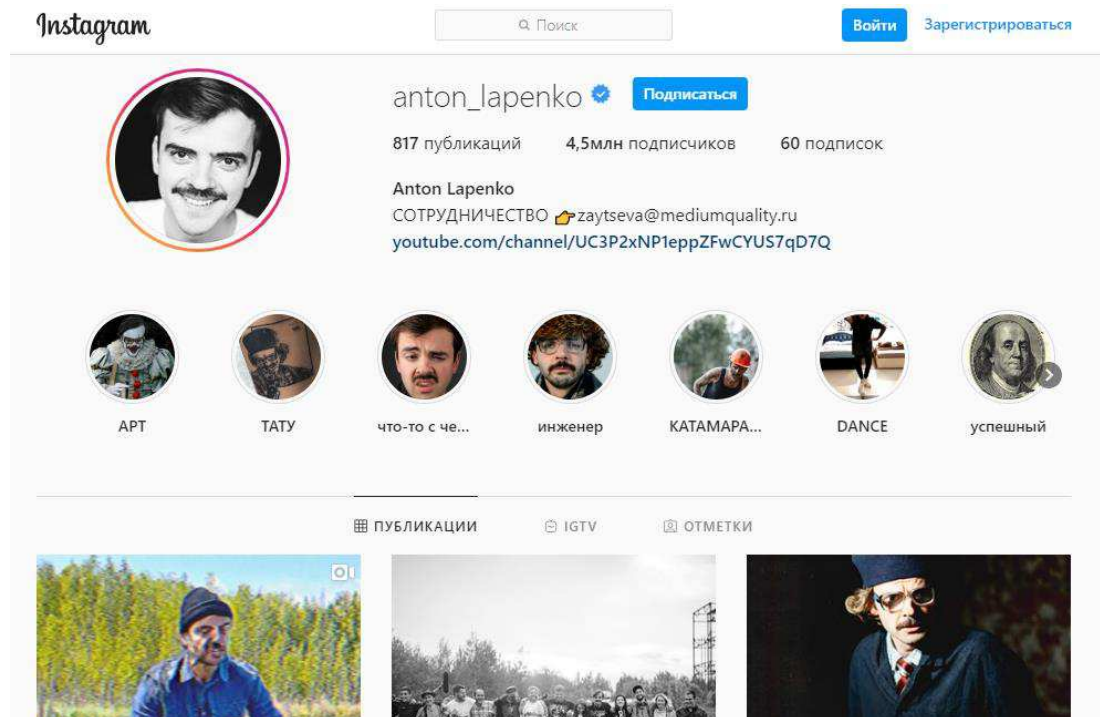 Instagram
Поиск
Войти
Зарегистрироваться
anton_lapenko
Подписаться
817 публикаций 4,5млн подписчиков 60 подписок
Anton Lapenko
СОТРУДНИЧЕСТВО 👉zaytseva@mediumquality.ru
youtube.com/channel/UC3P2xNP1eppZFwCYUS7qD7Q
АРТ
ТАТУ
что-то с че...
инженер
КАТАМАРА...
DANCE
успешный
ПУБЛИКАЦИИ
IGTV
ОТМЕТКИ